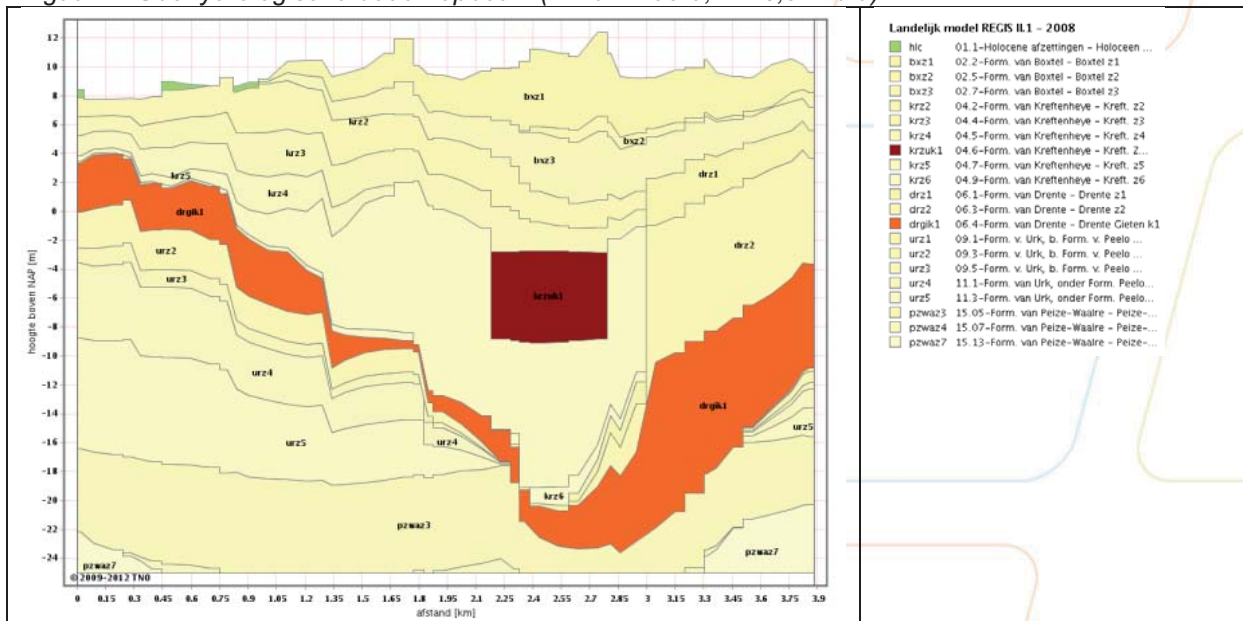 Landelijk model REGIS II.1 - 2008
hlc 01.1-Holocene afzettingen - Holoceen ...
bxz1 02.2-Form. van Boxtel - Boxtel z1
bxz2 02.5-Form. van Boxtel - Boxtel z2
bxz3 02.7-Form. van Boxtel - Boxtel z3
krz2 04.2-Form. van Kreftenheye - Kreft. z2
krz3 04.4-Form. van Kreftenheye - Kreft. z3
krz4 04.5-Form. van Kreftenheye - Kreft. z4
krzuk1 04.6-Form. van Kreftenheye - Kreft. Z...
krz5 04.7-Form. van Kreftenheye - Kreft. z5
krz6 04.9-Form. van Kreftenheye - Kreft. z6
drz1 06.1-Form. van Drente - Drente z1
drz2 06.3-Form. van Drente - Drente z2
drgik1 06.4-Form. van Drente - Drente Gieten k1
urz1 09.1-Form. v. Urk, b. Form. v. Peelo ...
urz2 09.3-Form. v. Urk, b. Form. v. Peelo ...
urz3 09.5-Form. v. Urk, b. Form. v. Peelo ...
urz4 11.1-Form. van Urk, onder Form. Peelo...
urz5 11.3-Form. van Urk, onder Form. Peelo...
pzwaz3 15.05-Form. van Peize-Waalre - Peize-...
pzwaz4 15.07-Form. van Peize-Waalre - Peize-...
pzwaz7 15.13-Form. van Peize-Waalre - Peize-...
hoogte boven NAP [m]
12
10
8
6
4
2
0
-2
-4
-6
-8
-10
-12
-14
-16
-18
-20
-22
-24
bxz1
krz2
bxz2
krz3
bxz3
krz5
krz4
drz1
drgik1
drz2
urz2
urz3
krzuk1
urz4
drgik1
urz5
urz4
urz5
krz6
pzwaz3
pzwaz7
pzwaz7
© 2009-2012 TNO
0 0.15 0.3 0.45 0.6 0.75 0.9 1.05 1.2 1.35 1.5 1.65 1.8 1.95 2.1 2.25 2.4 2.55 2.7 2.85 3 3.15 3.3 3.45 3.6 3.75 3.9
afstand [km]